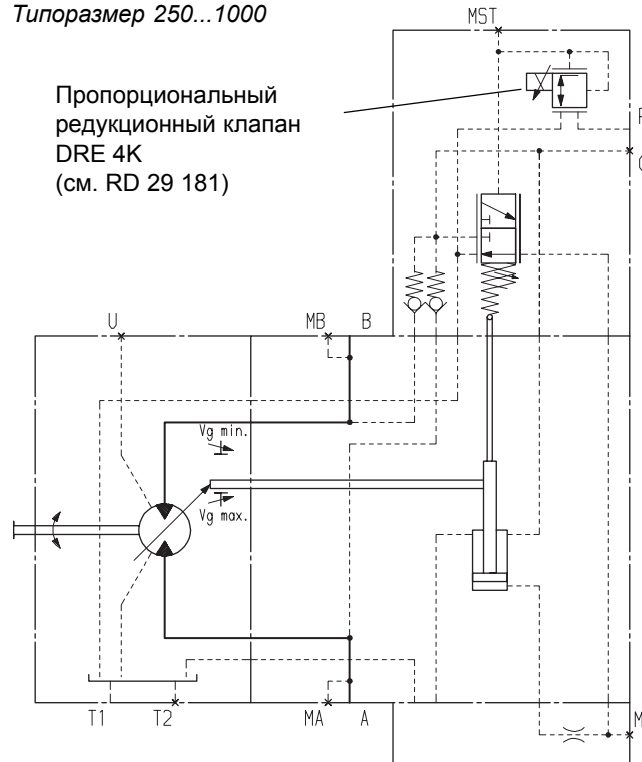 Типоразмер 250...1000
MST
Пропорциональный
редукционный клапан
DRE 4K
(см. RD 29 181)
U
MB
B
Vg min.
Vg max.
T1
T2
MA
A
M